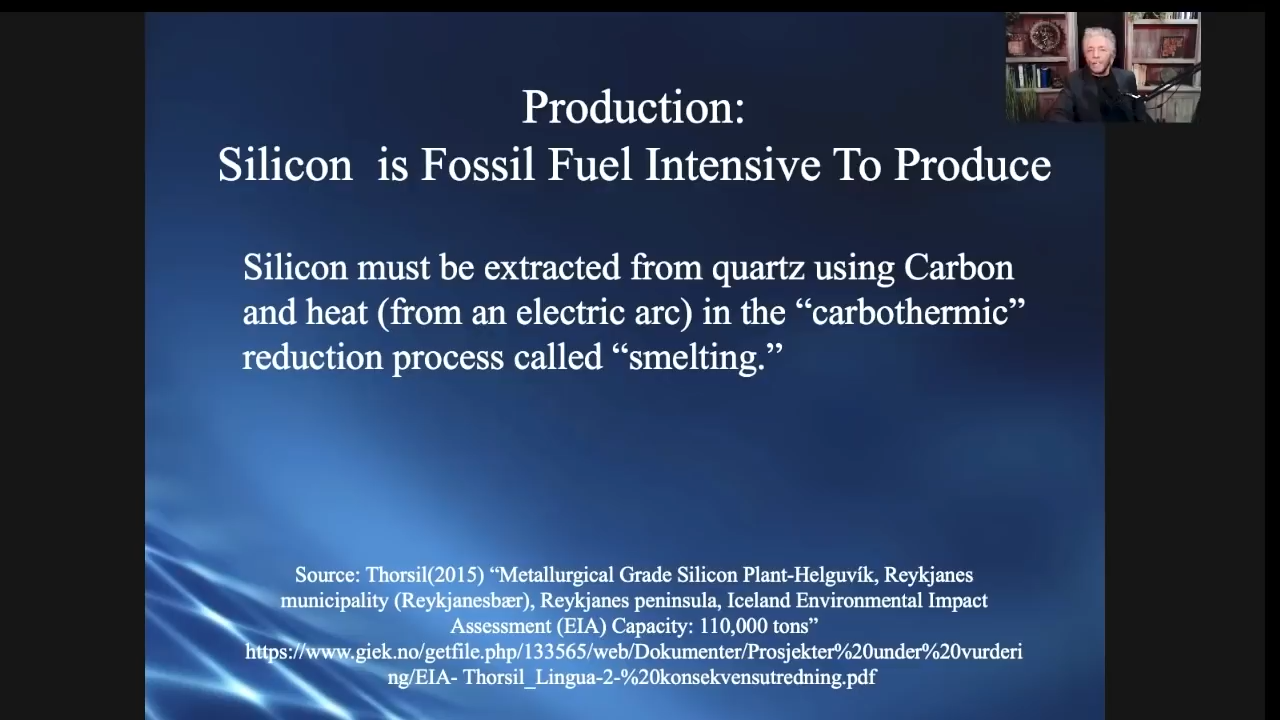 Production:
Silicon  is Fossil Fuel Intensive To Produce
Silicon must be extracted from quartz using Carbon
and heat (from an electric arc) in the “carbothermic”
reduction process called “smelting.”
Source: Thorsil(2015) “Metallurgical Grade Silicon Plant-Helguvík, Reykjanes
municipality (Reykjanesbær), Reykjanes peninsula, Iceland Environmental Impact
Assessment (EIA) Capacity: 110,000 tons”
https://www.giek.no/getfile.php/133565/web/Dokumenter/Prosjekter%20under%20vurderi
ng/EIA- Thorsil_Lingua-2-%20konsekvensutredning.pdf